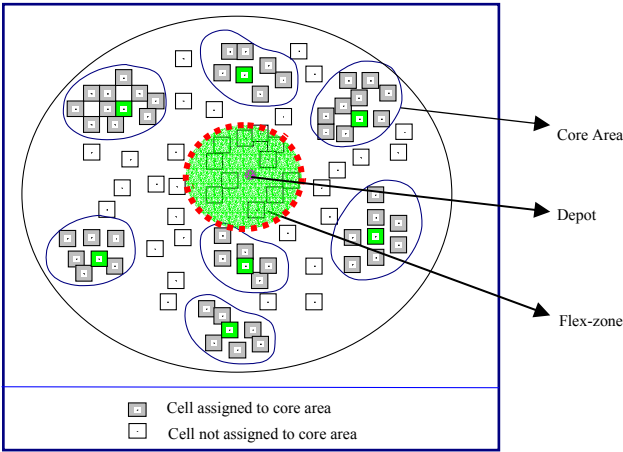 Core Area
Depot
Flex-zone
Cell assigned to core area
Cell not assigned to core area